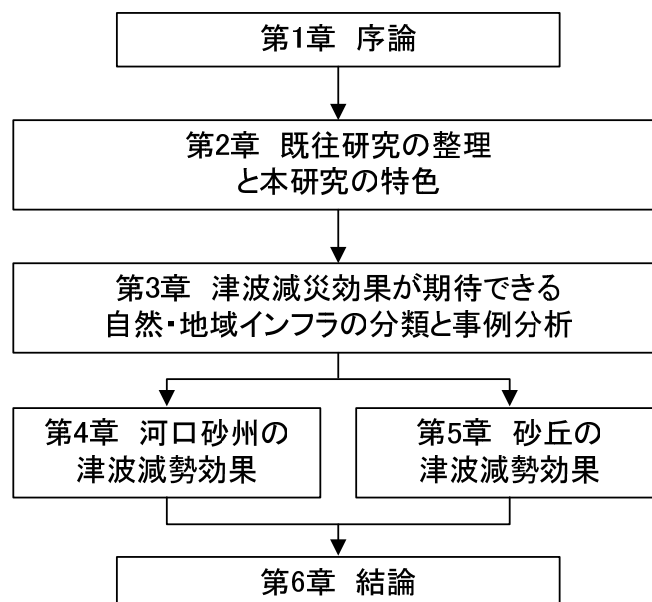 第1章 序論
第2章 既往研究の整理
と本研究の特色
第3章 津波減災効果が期待できる
自然・地域インフラの分類と事例分析
第4章 河口砂州の
津波減勢効果
第5章 砂丘の
津波減勢効果
第6章 結論